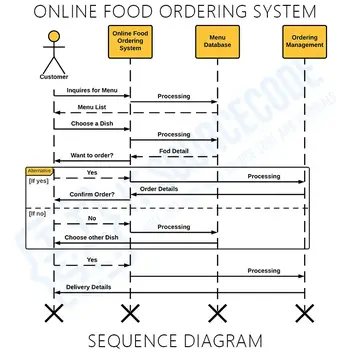 ONLINE FOOD ORDERING SYSTEM
Online Food
Ordering
System
Menu
Database
Ordering
Management
Customer
Inquires for Menu
Processing
Menu List
Choose a Dish
Processing
Fod Detail
Want to order?
Alternative
[If yes]
Yes
Processing
Order Details
Confirm Order?
[If no]
No
Processing
Choose other Dish
Yes
Processing
Delivery Details
SEQUENCE DIAGRAM